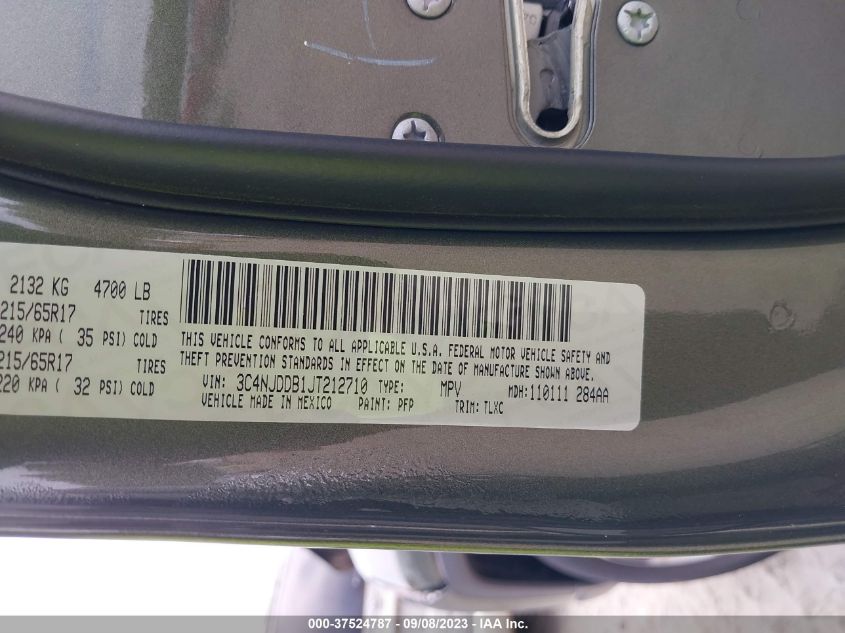 2132 KG 4700 LB
215/65R17 TIRES
240 KPA ( 35 PSI) COLD
215/65R17 TIRES
220 KPA ( 32 PSI) COLD
THIS VEHICLE CONFORMS TO ALL APPLICABLE U.S.A. FEDERAL MOTOR VEHICLE SAFETY AND
THEFT PREVENTION STANDARDS IN EFFECT ON THE DATE OF MANUFACTURE SHOWN ABOVE.
VIN: 3C4NJDDB1JT212710 TYPE: MPV MDH:110111 284AA
VEHICLE MADE IN MEXICO PAINT: PFP TRIM: TLXC
000-37524787 - 09/08/2023 - IAA Inc.